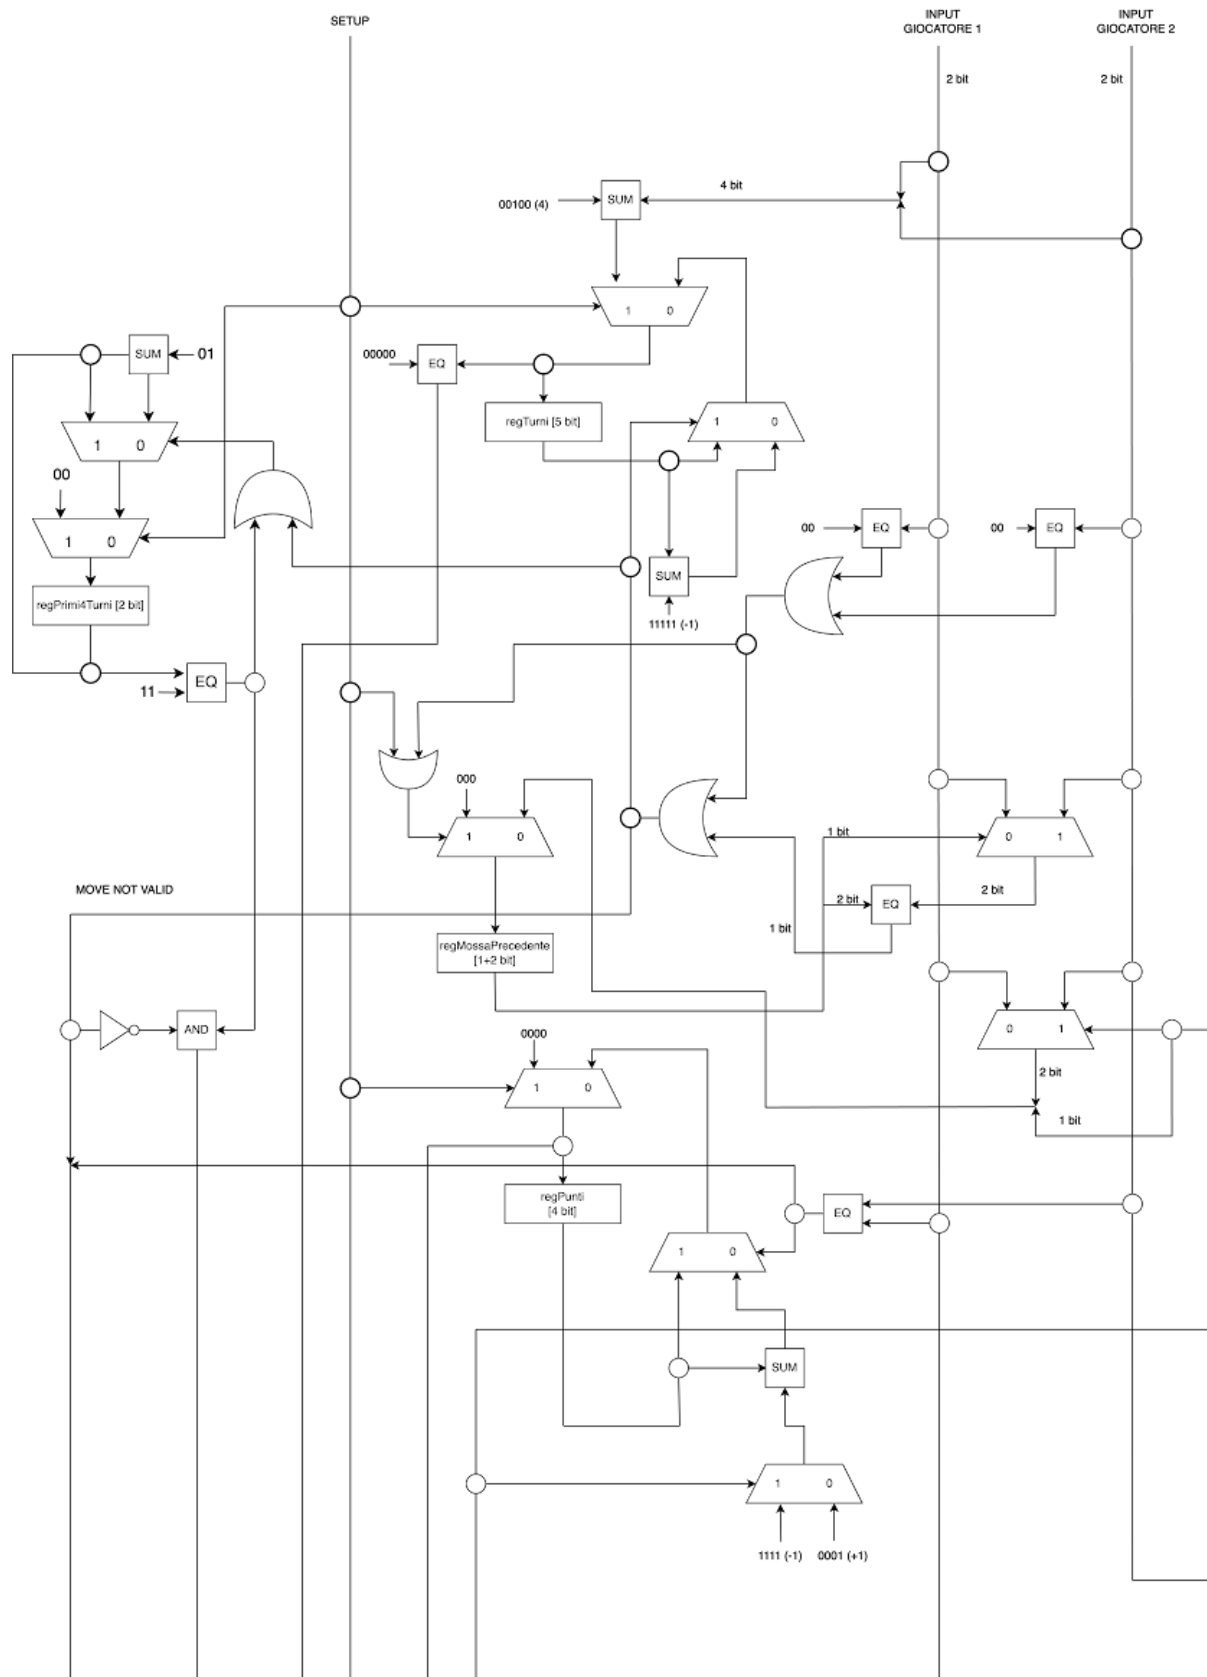 INPUT
GIOCATORE 1
INPUT
GIOCATORE 2
SETUP
2 bit
2 bit
4 bit
00100 (4)
SUM
1 0
SUM
01
00000
EQ
regTurni [5 bit]
1 0
1 0
00
1 0
regPrimi4Turni [2 bit]
00
EQ
00
EQ
SUM
11111 (-1)
11
EQ
000
1 0
1 bit
0 1
MOVE NOT VALID
2 bit
EQ
2 bit
1 bit
regMossaPrecedente
[1+2 bit]
AND
0 1
0000
1 0
2 bit
1 bit
regPunti
[4 bit]
EQ
1 0
SUM
1 0
1111 (-1)
0001 (+1)